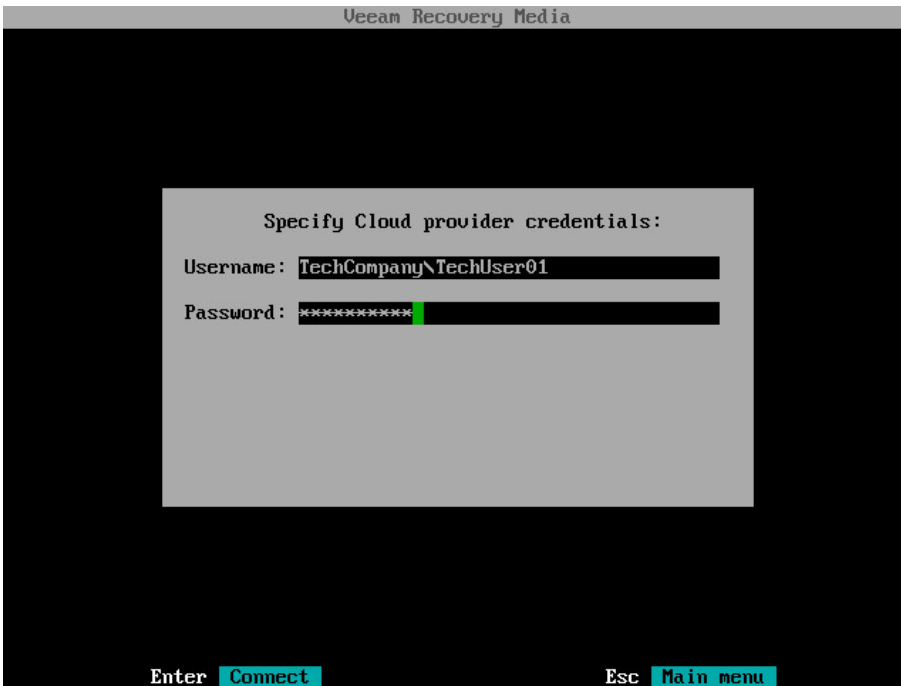 Veeam Recovery Media
Specify Cloud provider credentials:
Username: TechCompany\TechUser01
Password: **********
Enter Connect Esc Main menu